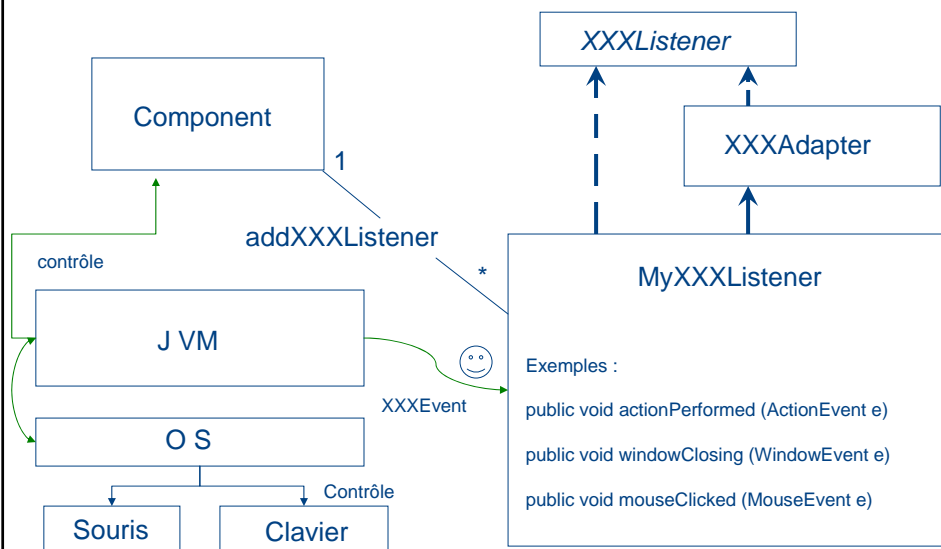 XXXListener
Component
XXXAdapter
1
addXXXListener
*
contrôle
MyXXXListener
J VM
Exemples :
XXXEvent
public void actionPerformed (ActionEvent e)
O S
public void windowClosing (WindowEvent e)
Contrôle
public void mouseClicked (MouseEvent e)
Souris
Clavier